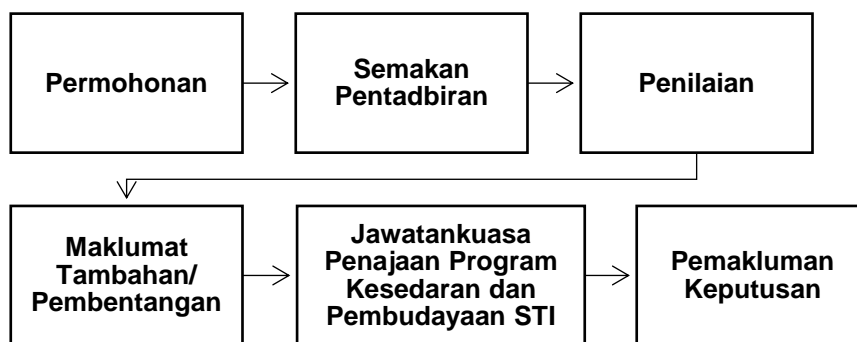 Permohonan
Semakan
Pentadbiran
Penilaian
Maklumat
Tambahan/
Pembentangan
Jawatankuasa
Penajaan Program
Kesedaran dan
Pembudayaan STI
Pemakluman
Keputusan